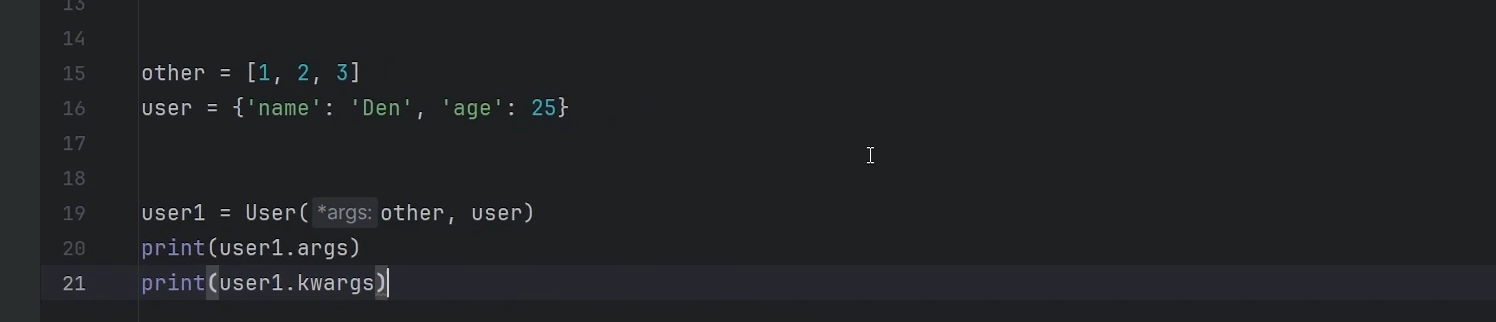 13
14
15 other = [1, 2, 3]
16 user = {'name': 'Den', 'age': 25}
17
18
19 user1 = User(*args: other, user)
20 print(user1.args)
21 print(user1.kwargs)